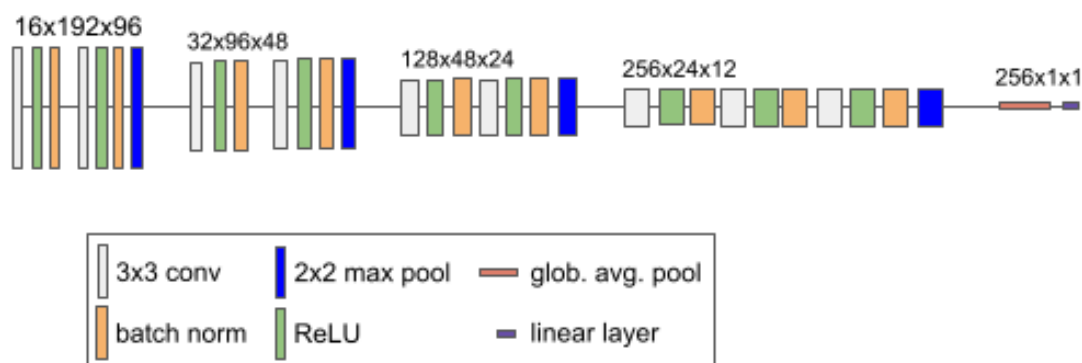 16x192x96
32x96x48
128x48x24
256x24x12
256x1x1
3x3 conv
2x2 max pool
glob. avg. pool
batch norm
ReLU
linear layer